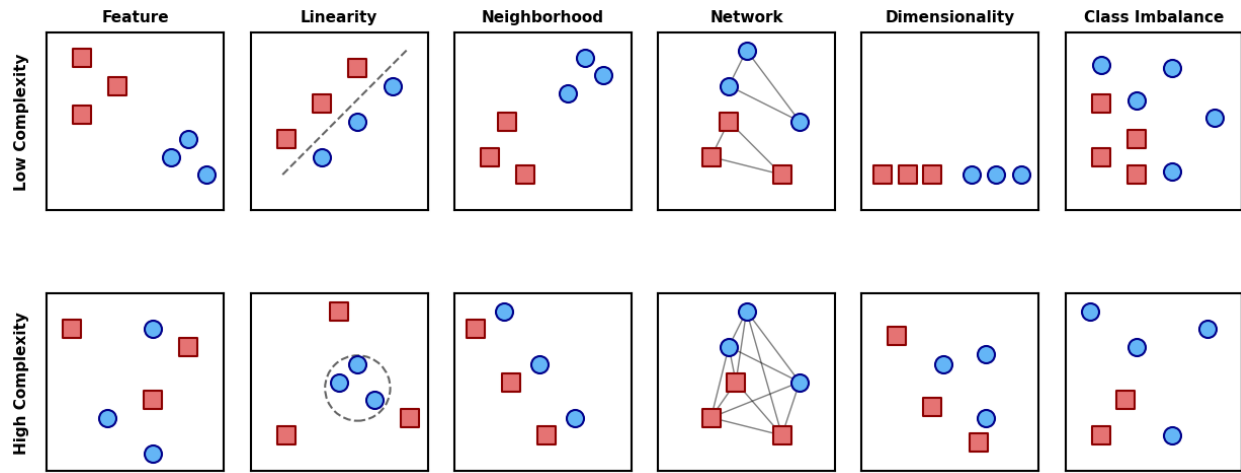 Feature Linearity Neighborhood Network Dimensionality Class Imbalance
Low Complexity
High Complexity